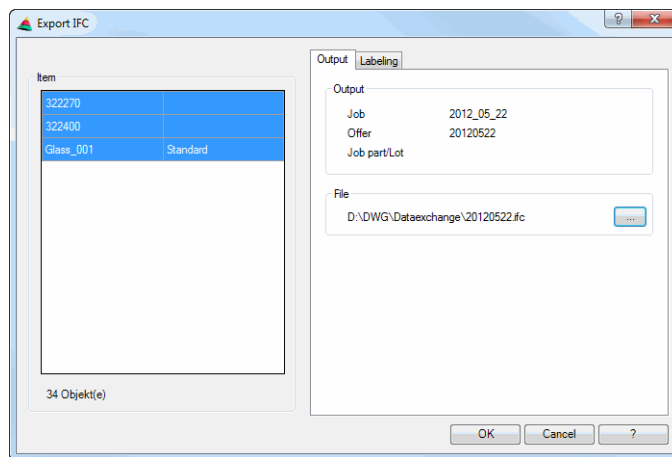 Export IFC
?
Item
322270
322400
Glass_001 Standard
34 Objekt(e)
Output Labeling
Output
Job 2012_05_22
Offer 20120522
Job part/Lot
File
D:\DWG\Dataexchange\20120522.ifc ...
OK Cancel ?